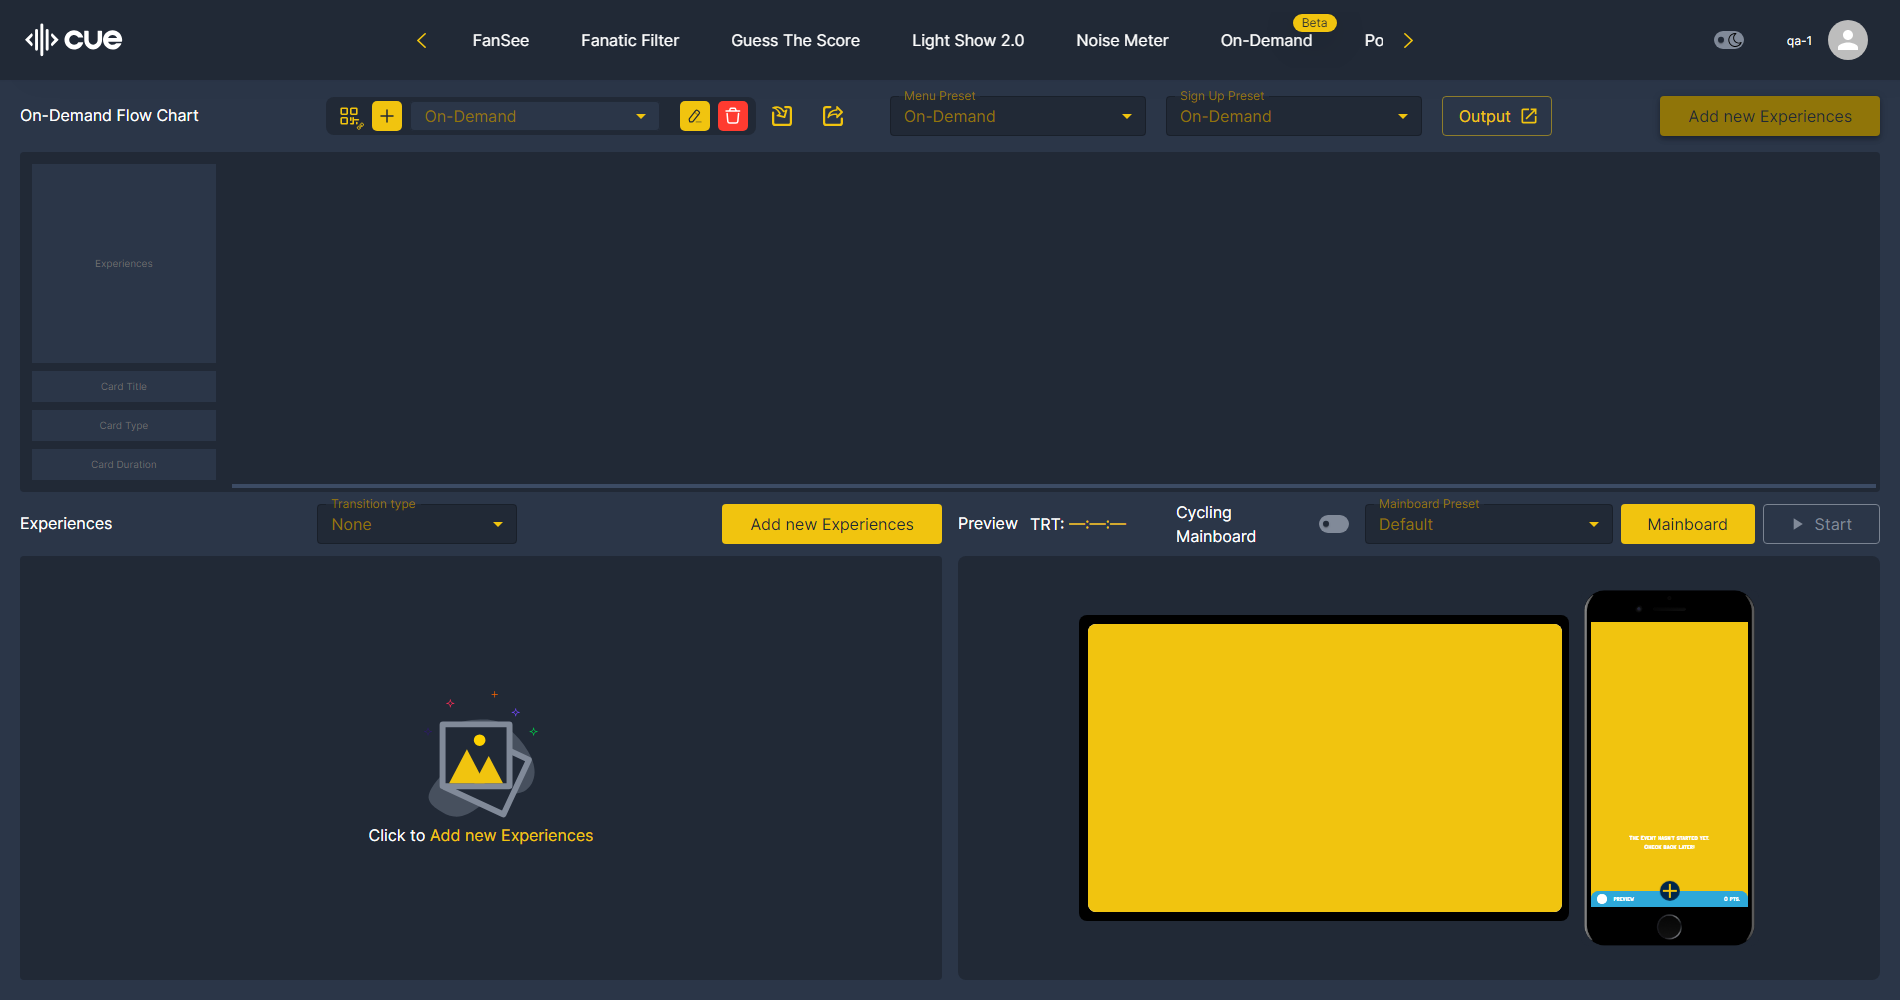 cue
FanSee
Fanatic Filter
Guess The Score
Light Show 2.0
Noise Meter
On-Demand
Beta
Po
qa-1
On-Demand Flow Chart
On-Demand
Menu Preset
On-Demand
Sign Up Preset
On-Demand
Output
Add new Experiences
Experiences
Card Title
Card Type
Card Duration
Experiences
Transition type
None
Add new Experiences
Preview
TRT: —:—:—
Cycling
Mainboard
Mainboard Preset
Default
Mainboard
Start
Click to Add new Experiences
The event hasn't started yet
Check back later!
PREVIEW
0 PTS.